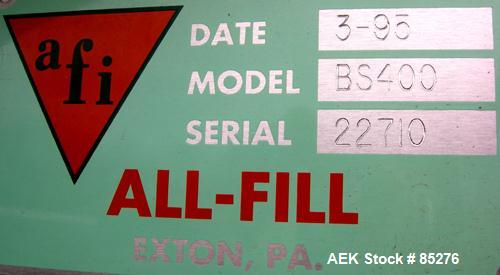 afi
DATE 3-95
MODEL BS400
SERIAL 22710
ALL-FILL
EXTON, PA.
AEK Stock # 85276